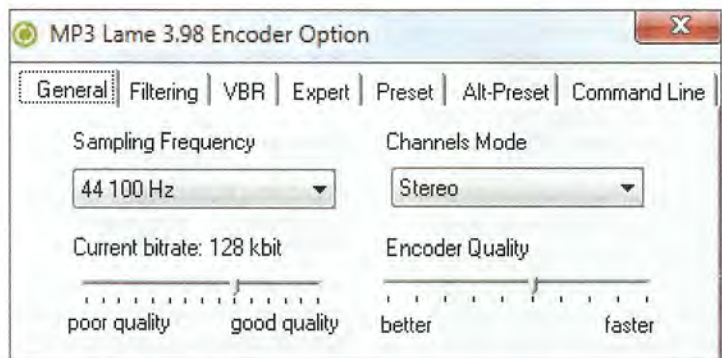 MP3 Lame 3.98 Encoder Option
X
General Filtering VBR Expert Preset Alt-Preset Command Line
Sampling Frequency Channels Mode
44 100 Hz Stereo
Current bitrate: 128 kbit Encoder Quality
poor quality good quality better faster